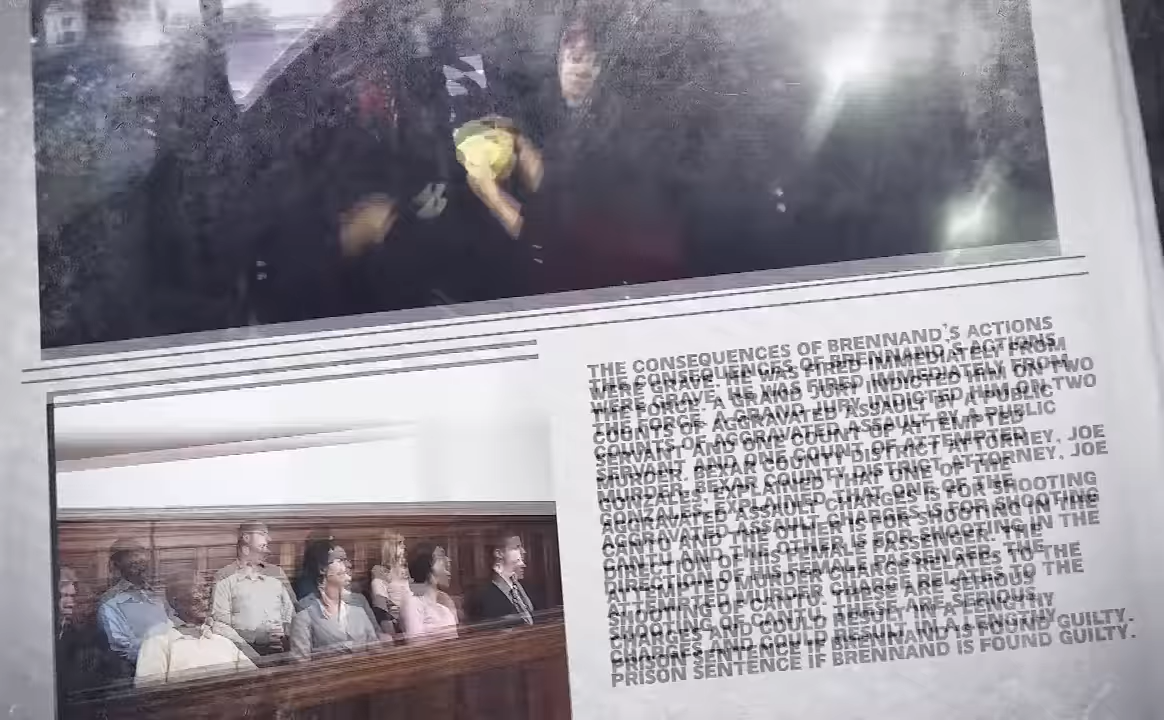 THE CONSEQUENCES OF BRENNAND'S ACTIONS
WERE GRAVE. HE WAS FIRED IMMEDIATELY FROM
THE FORCE. A GRAND JURY INDICTED HIM ON TWO
COUNTS OF AGGRAVATED ASSAULT BY A PUBLIC
SERVANT AND ONE COUNT OF ATTEMPTED
MURDER. BEXAR COUNTY DISTRICT ATTORNEY, JOE
GONZALES, EXPLAINED THAT ONE OF THE
AGGRAVATED ASSAULT CHARGES IS FOR SHOOTING
CANTU AND THE OTHER IS FOR SHOOTING IN THE
DIRECTION OF HIS FEMALE PASSENGER. THE
ATTEMPTED MURDER CHARGE RELATES TO THE
SHOOTING OF CANTU. THESE ARE SERIOUS
CHARGES AND COULD RESULT IN A LENGTHY
PRISON SENTENCE IF BRENNAND IS FOUND GUILTY.